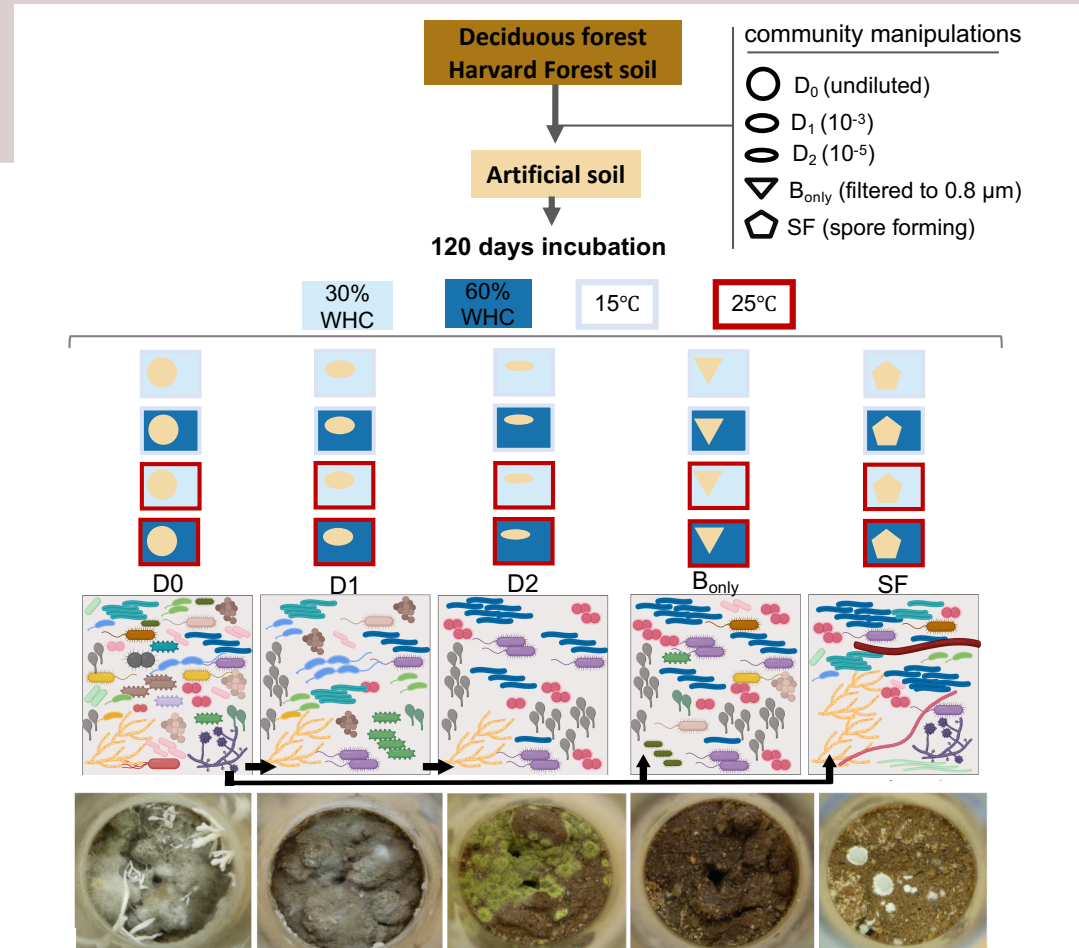 Deciduous forest
Harvard Forest soil
community manipulations
D₀ (undiluted)
D₁ (10⁻³)
D₂ (10⁻⁵)
B_only (filtered to 0.8 µm)
SF (spore forming)
Artificial soil
120 days incubation
30%
WHC
60%
WHC
15℃
25℃
D0
D1
D2
B_only
SF